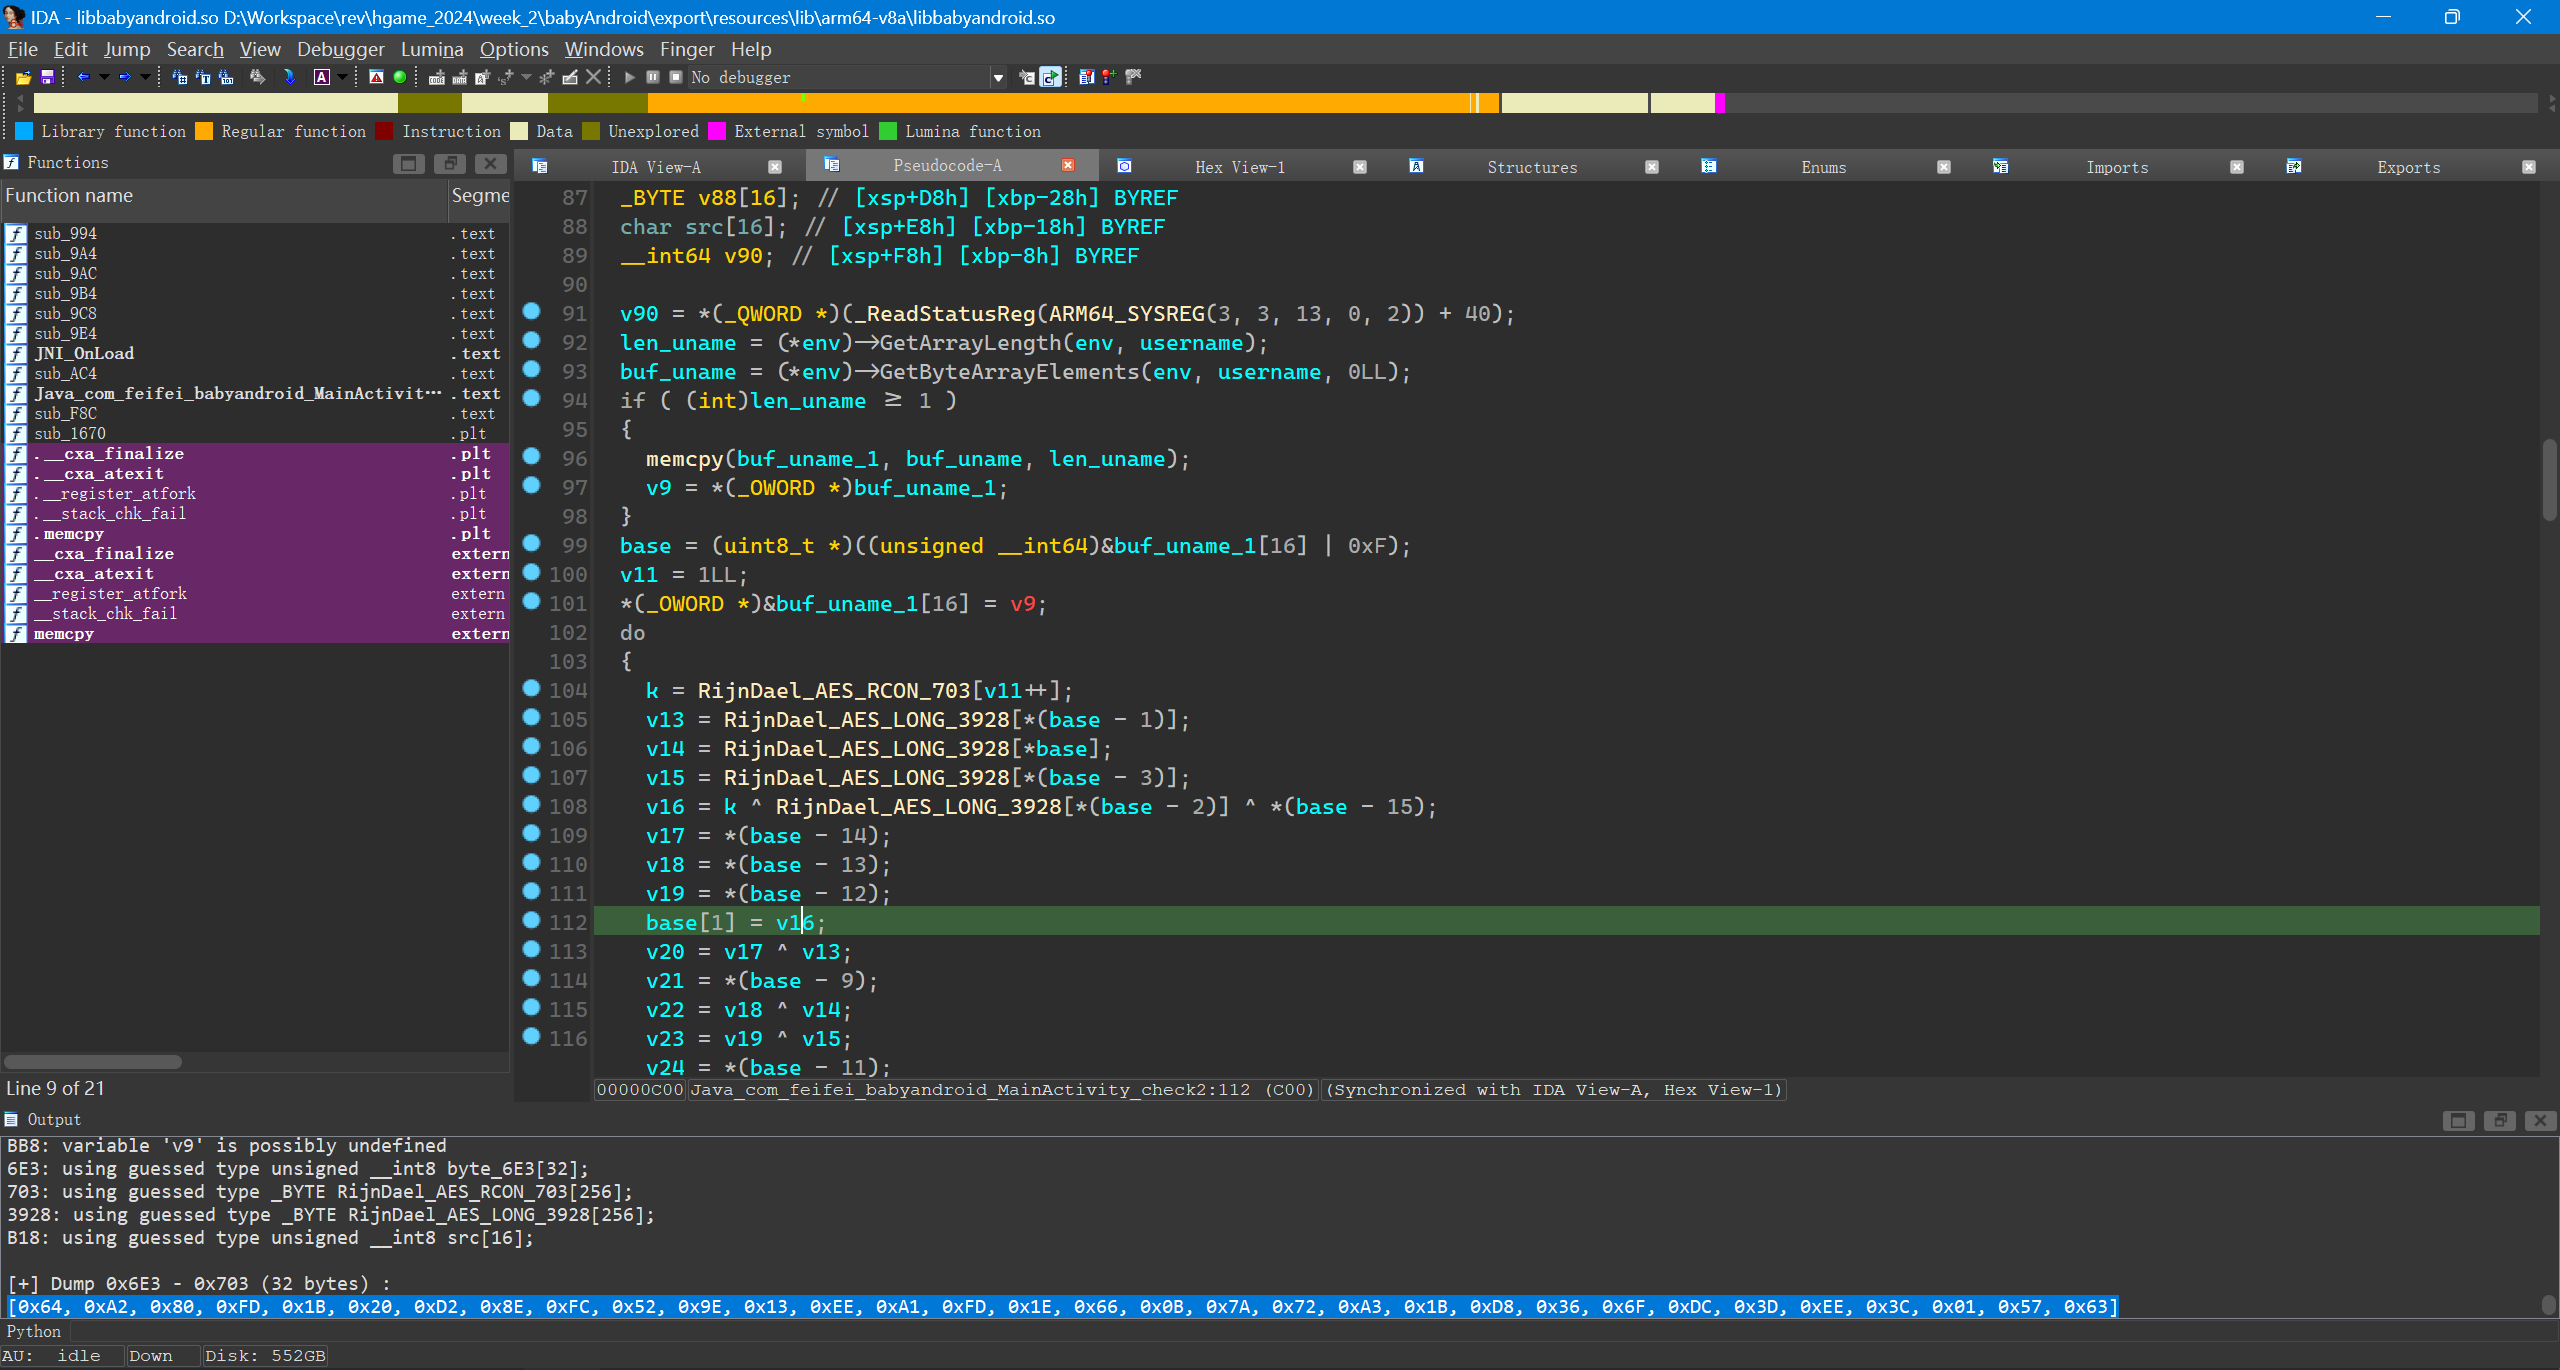 IDA - libbabyandroid.so D:\Workspace\rev\hgame_2024\week_2\babyAndroid\export\resources\lib\arm64-v8a\libbabyandroid.so
File Edit Jump Search View Debugger Lumina Options Windows Finger Help
No debugger
Library function Regular function Instruction Data Unexplored External symbol Lumina function
Functions
Function name Segme
sub_994 .text
sub_9A4 .text
sub_9AC .text
sub_9B4 .text
sub_9C8 .text
sub_9E4 .text
JNI_OnLoad .text
sub_AC4 .text
Java_com_feifei_babyandroid_MainActivit… .text
sub_F8C .text
sub_1670 .plt
.__cxa_finalize .plt
.__cxa_atexit .plt
.__register_atfork .plt
.__stack_chk_fail .plt
.memcpy .plt
__cxa_finalize extern
__cxa_atexit extern
__register_atfork extern
__stack_chk_fail extern
memcpy extern
Line 9 of 21
IDA View-A Pseudocode-A Hex View-1 Structures Enums Imports Exports
87 _BYTE v88[16]; // [xsp+D8h] [xbp-28h] BYREF
88 char src[16]; // [xsp+E8h] [xbp-18h] BYREF
89 __int64 v90; // [xsp+F8h] [xbp-8h] BYREF
90
91 v90 = *(_QWORD *)(_ReadStatusReg(ARM64_SYSREG(3, 3, 13, 0, 2)) + 40);
92 len_uname = (*env)->GetArrayLength(env, username);
93 buf_uname = (*env)->GetByteArrayElements(env, username, 0LL);
94 if ( (int)len_uname ≥ 1 )
95 {
96 memcpy(buf_uname_1, buf_uname, len_uname);
97 v9 = *(_OWORD *)buf_uname_1;
98 }
99 base = (uint8_t *)((unsigned __int64)&buf_uname_1[16] | 0xF);
100 v11 = 1LL;
101 *(_OWORD *)&buf_uname_1[16] = v9;
102 do
103 {
104 k = RijnDael_AES_RCON_703[v11++];
105 v13 = RijnDael_AES_LONG_3928[*(base - 1)];
106 v14 = RijnDael_AES_LONG_3928[*base];
107 v15 = RijnDael_AES_LONG_3928[*(base - 3)];
108 v16 = k ^ RijnDael_AES_LONG_3928[*(base - 2)] ^ *(base - 15);
109 v17 = *(base - 14);
110 v18 = *(base - 13);
111 v19 = *(base - 12);
112 base[1] = v16;
113 v20 = v17 ^ v13;
114 v21 = *(base - 9);
115 v22 = v18 ^ v14;
116 v23 = v19 ^ v15;
v24 = *(base - 11);
00000C00 Java_com_feifei_babyandroid_MainActivity_check2:112 (C00) (Synchronized with IDA View-A, Hex View-1)
Output
BB8: variable 'v9' is possibly undefined
6E3: using guessed type unsigned __int8 byte_6E3[32];
703: using guessed type _BYTE RijnDael_AES_RCON_703[256];
3928: using guessed type _BYTE RijnDael_AES_LONG_3928[256];
B18: using guessed type unsigned __int8 src[16];
[+] Dump 0x6E3 - 0x703 (32 bytes) :
[0x64, 0xA2, 0x80, 0xFD, 0x1B, 0x20, 0xD2, 0x8E, 0xFC, 0x52, 0x9E, 0x13, 0xEE, 0xA1, 0xFD, 0x1E, 0x66, 0x0B, 0x7A, 0x72, 0xA3, 0x1B, 0xD8, 0x36, 0x6F, 0xDC, 0x3D, 0xEE, 0x3C, 0x01, 0x57, 0x63]
Python
AU: idle Down Disk: 552GB